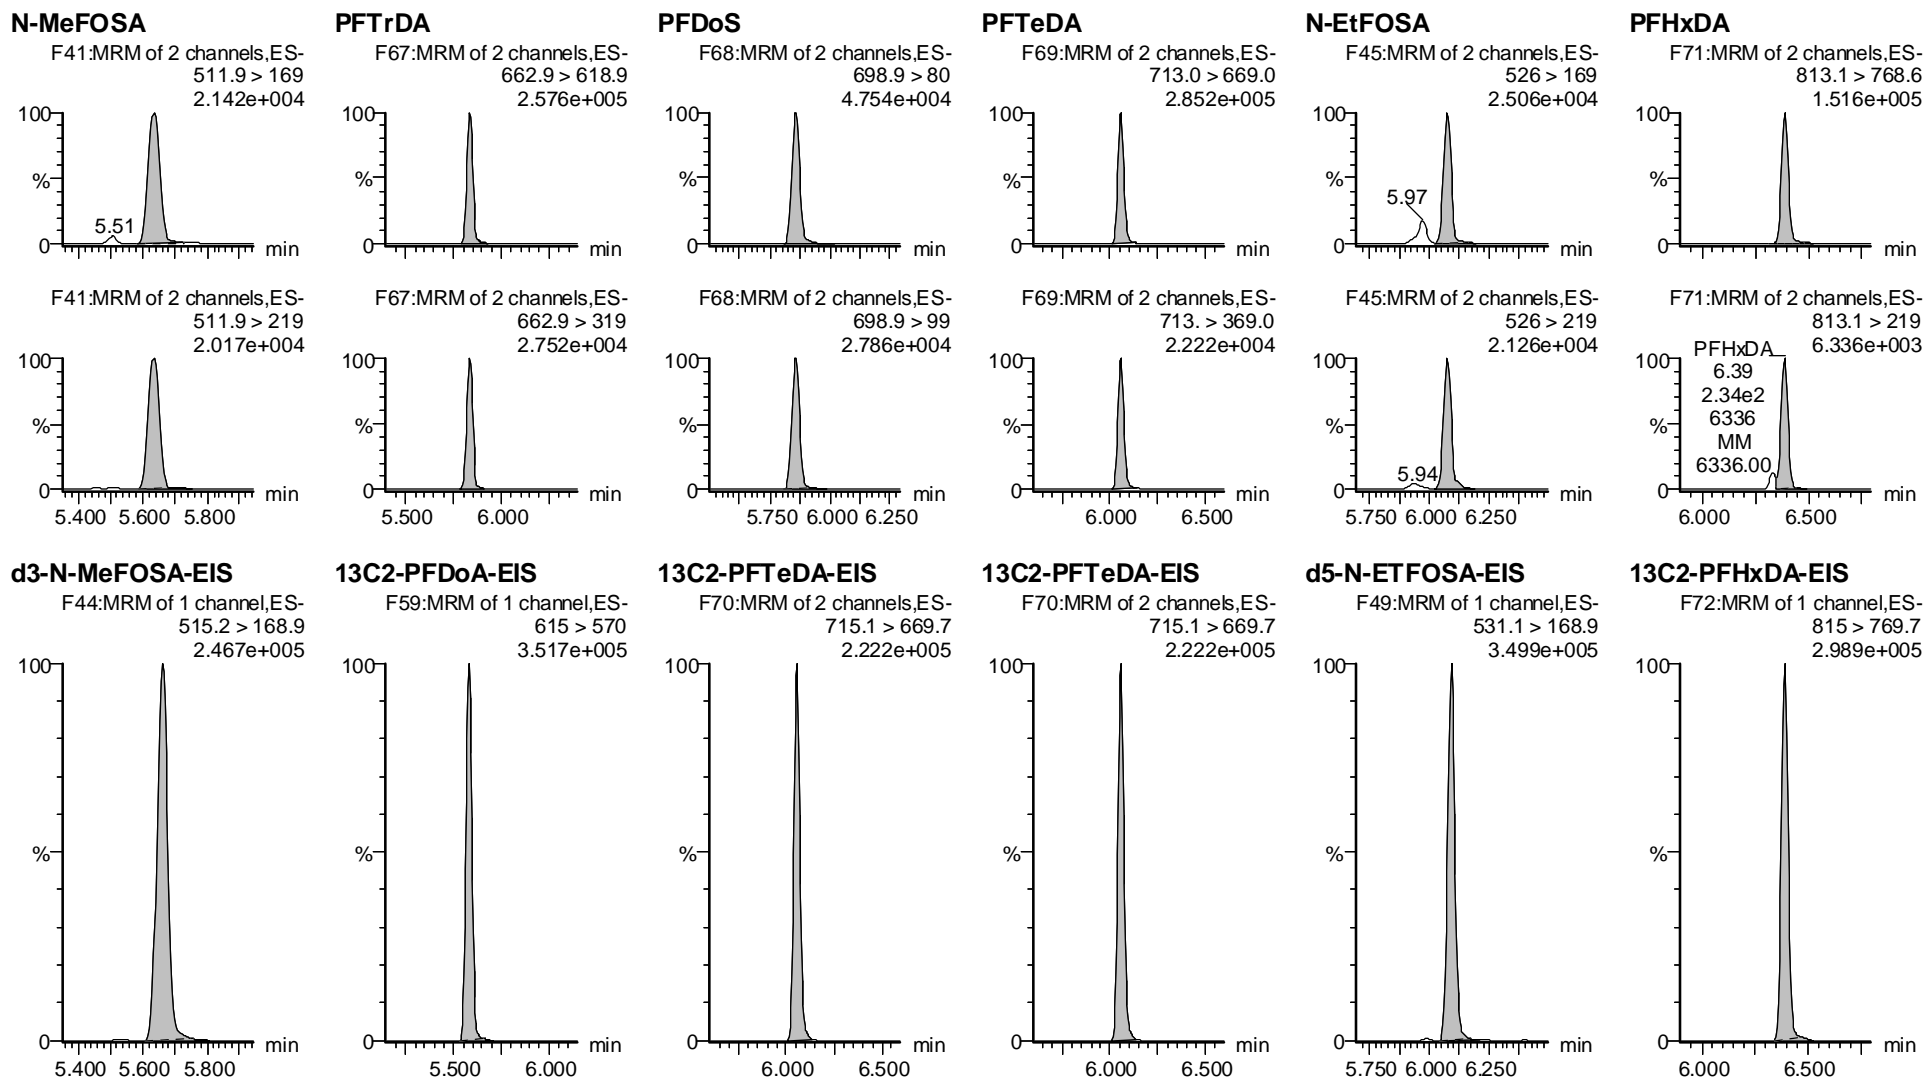 N-MeFOSA
F41:MRM of 2 channels,ES-
511.9 > 169
2.142e+004
100
%
0
5.51
min
F41:MRM of 2 channels,ES-
511.9 > 219
2.017e+004
100
%
0
min
5.400 5.600 5.800
PFTrDA
F67:MRM of 2 channels,ES-
662.9 > 618.9
2.576e+005
100
%
0
min
F67:MRM of 2 channels,ES-
662.9 > 319
2.752e+004
100
%
0
min
5.500 6.000
PFDoS
F68:MRM of 2 channels,ES-
698.9 > 80
4.754e+004
100
%
0
min
F68:MRM of 2 channels,ES-
698.9 > 99
2.786e+004
100
%
0
min
5.750 6.000 6.250
PFTeDA
F69:MRM of 2 channels,ES-
713.0 > 669.0
2.852e+005
100
%
0
min
F69:MRM of 2 channels,ES-
713. > 369.0
2.222e+004
100
%
0
min
6.000 6.500
N-EtFOSA
F45:MRM of 2 channels,ES-
526 > 169
2.506e+004
100
%
0
5.97
min
F45:MRM of 2 channels,ES-
526 > 219
2.126e+004
100
%
0
5.94
min
5.750 6.000 6.250
PFHxDA
F71:MRM of 2 channels,ES-
813.1 > 768.6
1.516e+005
100
%
0
min
F71:MRM of 2 channels,ES-
813.1 > 219
6.336e+003
100
%
0
PFHxDA
6.39
2.34e2
6336
MM
6336.00
min
6.000 6.500
d3-N-MeFOSA-EIS
F44:MRM of 1 channel,ES-
515.2 > 168.9
2.467e+005
100
%
0
min
5.400 5.600 5.800
13C2-PFDoA-EIS
F59:MRM of 1 channel,ES-
615 > 570
3.517e+005
100
%
0
min
5.500 6.000
13C2-PFTeDA-EIS
F70:MRM of 2 channels,ES-
715.1 > 669.7
2.222e+005
100
%
0
min
6.000 6.500
13C2-PFTeDA-EIS
F70:MRM of 2 channels,ES-
715.1 > 669.7
2.222e+005
100
%
0
min
6.000 6.500
d5-N-ETFOSA-EIS
F49:MRM of 1 channel,ES-
531.1 > 168.9
3.499e+005
100
%
0
min
5.750 6.000 6.250
13C2-PFHxDA-EIS
F72:MRM of 1 channel,ES-
815 > 769.7
2.989e+005
100
%
0
min
6.000 6.500